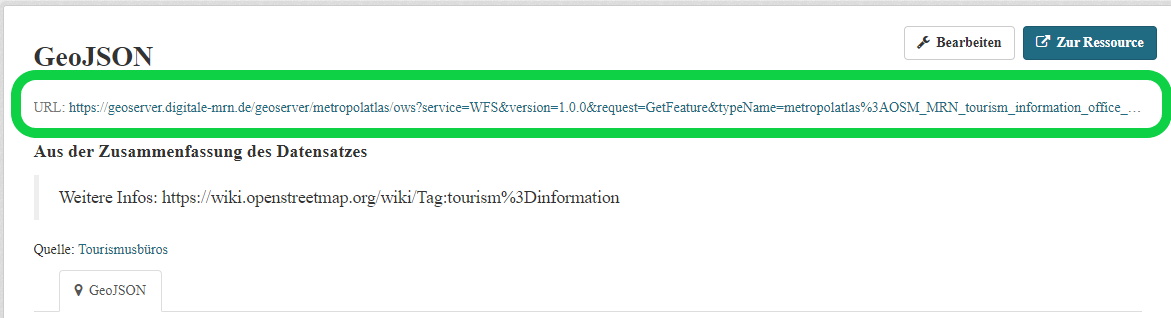 Bearbeiten
Zur Ressource
GeoJSON
URL: https://geoserver.digitale-mrn.de/geoserver/metropolatlas/ows?service=WFS&version=1.0.0&request=GetFeature&typeName=metropolatlas%3AOSM_MRN_tourism_information_office_…
Aus der Zusammenfassung des Datensatzes
Weitere Infos: https://wiki.openstreetmap.org/wiki/Tag:tourism%3Dinformation
Quelle: Tourismusbüros
GeoJSON